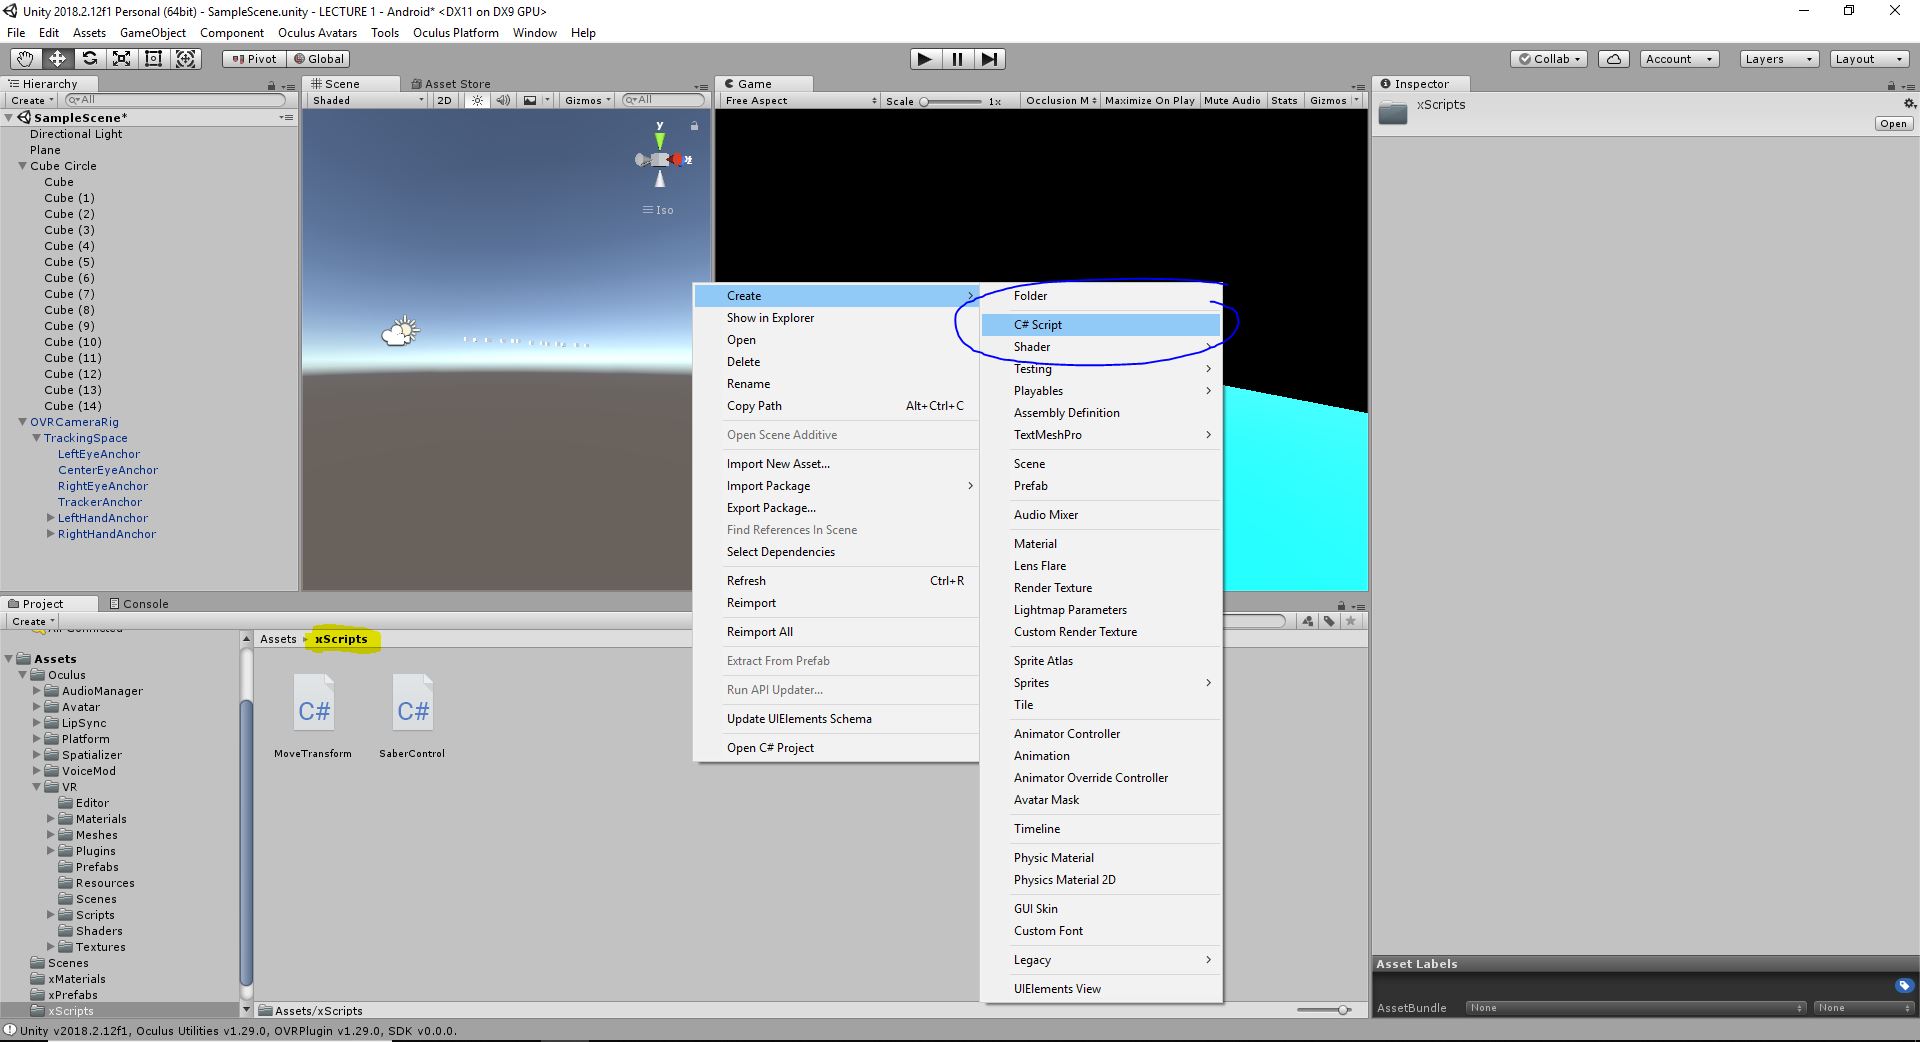 Unity 2018.2.12f1 Personal (64bit) - SampleScene.unity - LECTURE 1 - Android* <DX11 on DX9 GPU>
File Edit Assets GameObject Component Oculus Avatars Tools Oculus Platform Window Help
Pivot Global Collab Account Layers Layout
Hierarchy
Create All
SampleScene*
Directional Light
Plane
Cube Circle
Cube
Cube (1)
Cube (2)
Cube (3)
Cube (4)
Cube (5)
Cube (6)
Cube (7)
Cube (8)
Cube (9)
Cube (10)
Cube (11)
Cube (12)
Cube (13)
Cube (14)
OVRCameraRig
TrackingSpace
LeftEyeAnchor
CenterEyeAnchor
RightEyeAnchor
TrackerAnchor
LeftHandAnchor
RightHandAnchor
Scene Asset Store
Shaded 2D Gizmos All
y
z
Iso
Game
Free Aspect Scale 1x Occlusion M Maximize On Play Mute Audio Stats Gizmos
Inspector
xScripts
Open
Create
Show in Explorer
Open
Delete
Rename
Copy Path Alt+Ctrl+C
Open Scene Additive
Import New Asset...
Import Package
Export Package...
Find References In Scene
Select Dependencies
Refresh Ctrl+R
Reimport
Reimport All
Extract From Prefab
Run API Updater...
Update UIElements Schema
Open C# Project
Folder
C# Script
Shader
Testing
Playables
Assembly Definition
TextMeshPro
Scene
Prefab
Audio Mixer
Material
Lens Flare
Render Texture
Lightmap Parameters
Custom Render Texture
Sprite Atlas
Sprites
Tile
Animator Controller
Animation
Animator Override Controller
Avatar Mask
Timeline
Physic Material
Physics Material 2D
GUI Skin
Custom Font
Legacy
UIElements View
Project Console
Create
Assets
Oculus
AudioManager
Avatar
LipSync
Platform
Spatializer
VoiceMod
VR
Editor
Materials
Meshes
Plugins
Prefabs
Resources
Scenes
Scripts
Shaders
Textures
Scenes
xMaterials
xPrefabs
xScripts
Assets xScripts
C# C#
MoveTransform SaberControl
Assets/xScripts
Asset Labels
AssetBundle None None
Unity v2018.2.12f1, Oculus Utilities v1.29.0, OVRPlugin v1.29.0, SDK v0.0.0.